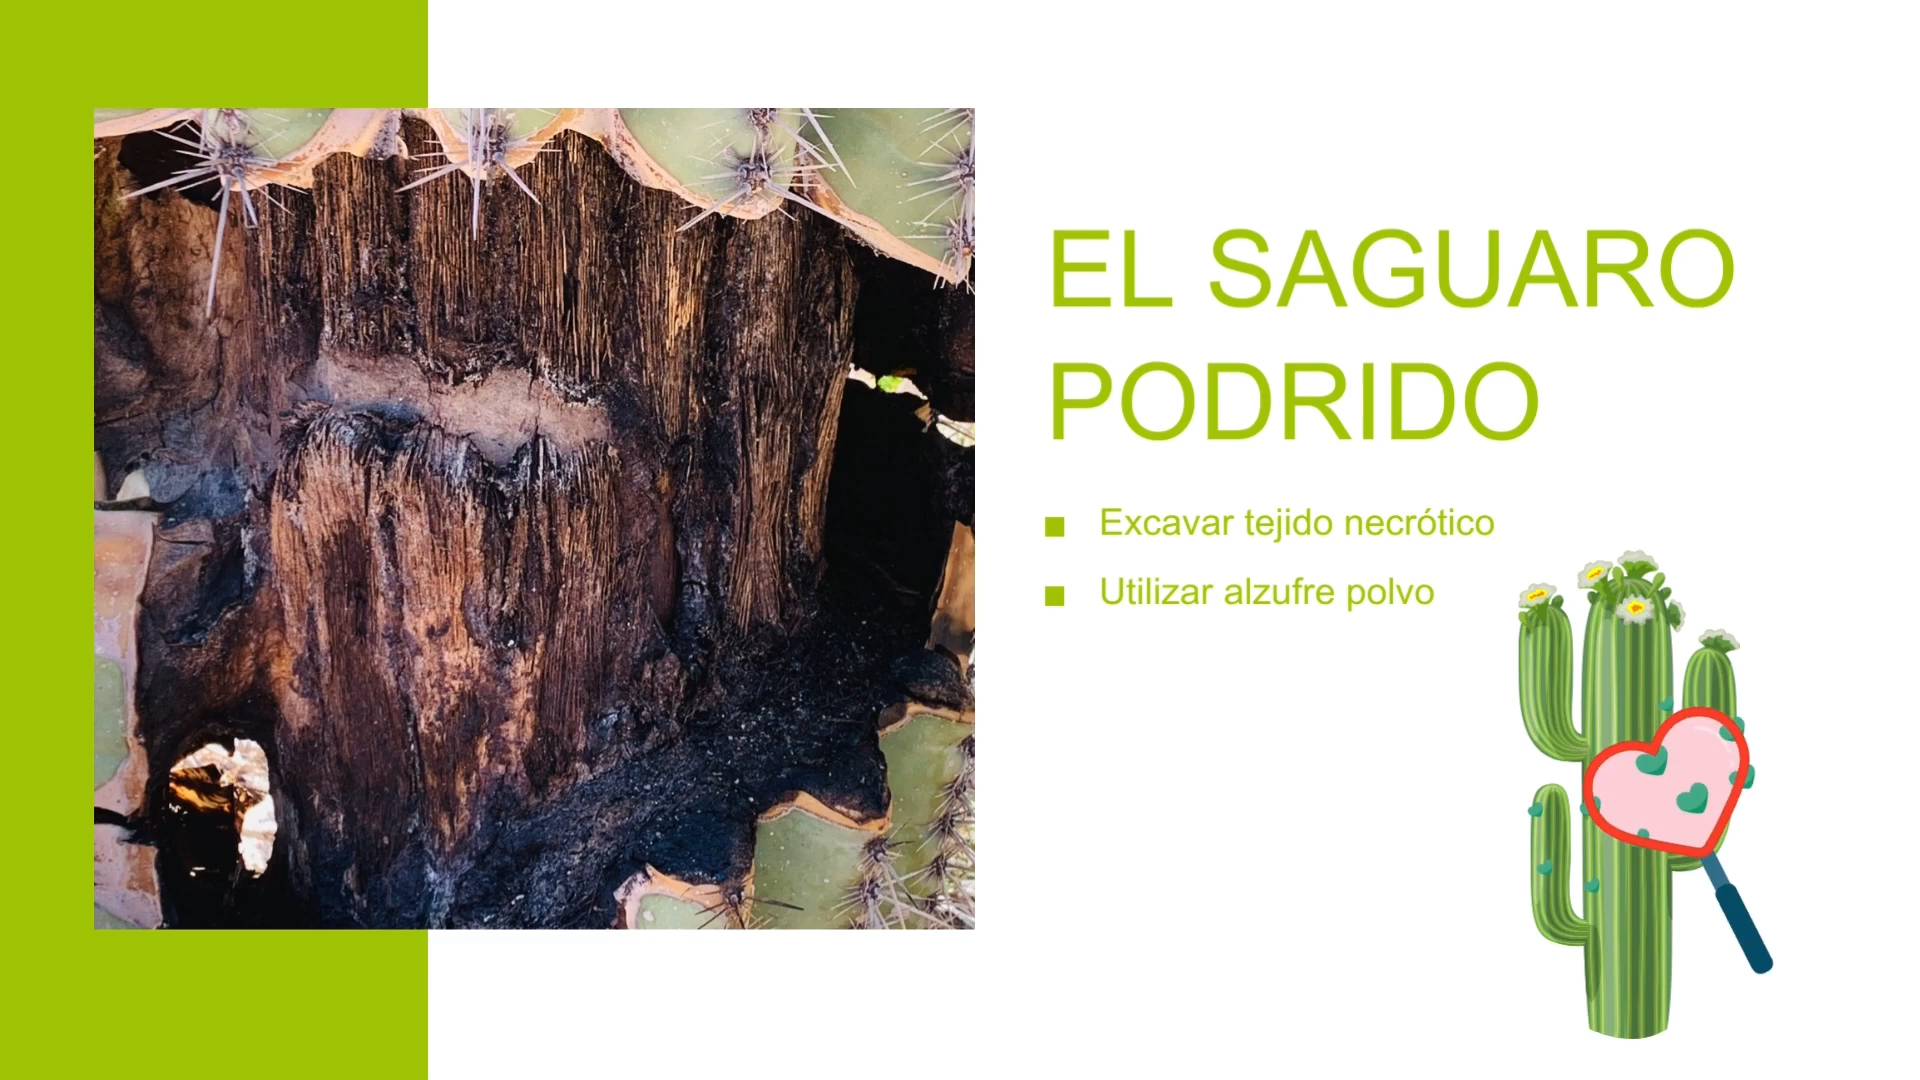 EL SAGUARO
PODRIDO
Excavar tejido necrótico
Utilizar alzufre polvo